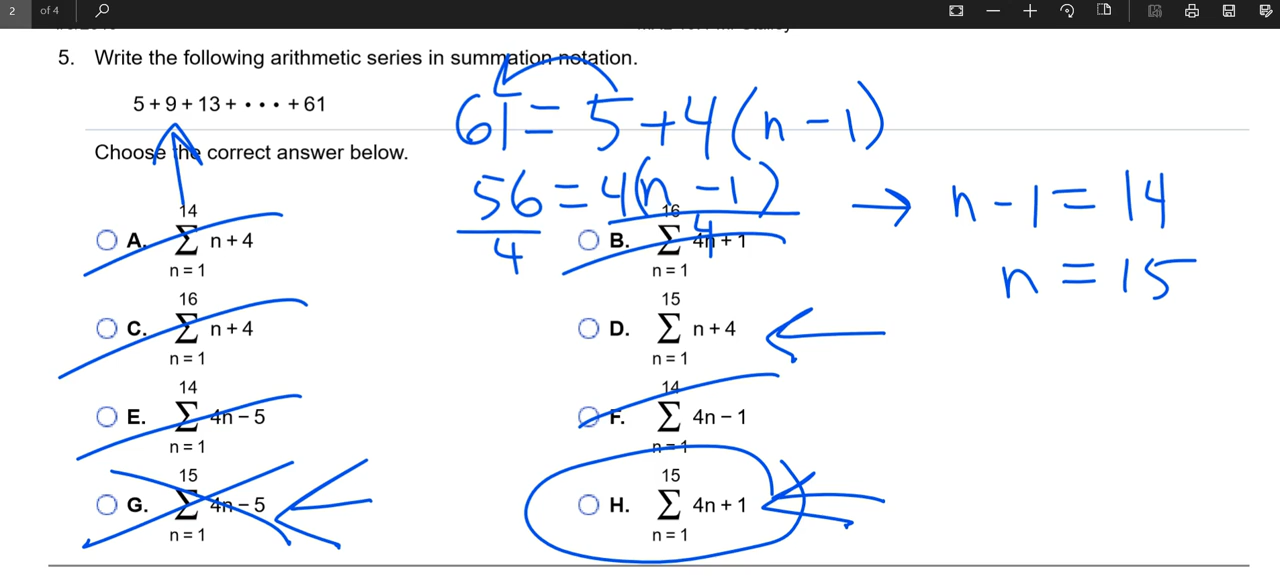 2 of 4
5. Write the following arithmetic series in summation notation.
5 + 9 + 13 + • • • + 61
61 = 5 + 4(n - 1)
Choose the correct answer below.
56 = 4(n - 1) → n - 1 = 14
4 4
n = 15
14
A. Σ n + 4
n = 1
16
B. Σ 4n + 1
n = 1
16
C. Σ n + 4
n = 1
15
D. Σ n + 4
n = 1
14
E. Σ 4n − 5
n = 1
14
F. Σ 4n − 1
n = 1
15
G. Σ 4n − 5
n = 1
15
H. Σ 4n + 1
n = 1